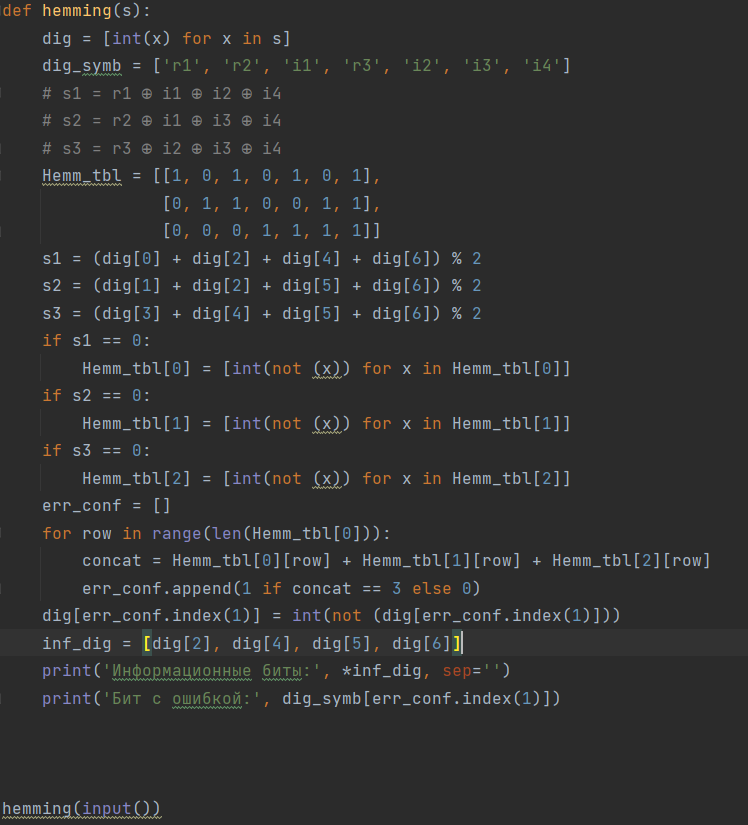 def hemming(s):
    dig = [int(x) for x in s]
    dig_symb = ['r1', 'r2', 'i1', 'r3', 'i2', 'i3', 'i4']
    # s1 = r1 ⊕ i1 ⊕ i2 ⊕ i4
    # s2 = r2 ⊕ i1 ⊕ i3 ⊕ i4
    # s3 = r3 ⊕ i2 ⊕ i3 ⊕ i4
    Hemm_tbl = [[1, 0, 1, 0, 1, 0, 1],
                [0, 1, 1, 0, 0, 1, 1],
                [0, 0, 0, 1, 1, 1, 1]]
    s1 = (dig[0] + dig[2] + dig[4] + dig[6]) % 2
    s2 = (dig[1] + dig[2] + dig[5] + dig[6]) % 2
    s3 = (dig[3] + dig[4] + dig[5] + dig[6]) % 2
    if s1 == 0:
        Hemm_tbl[0] = [int(not (x)) for x in Hemm_tbl[0]]
    if s2 == 0:
        Hemm_tbl[1] = [int(not (x)) for x in Hemm_tbl[1]]
    if s3 == 0:
        Hemm_tbl[2] = [int(not (x)) for x in Hemm_tbl[2]]
    err_conf = []
    for row in range(len(Hemm_tbl[0])):
        concat = Hemm_tbl[0][row] + Hemm_tbl[1][row] + Hemm_tbl[2][row]
        err_conf.append(1 if concat == 3 else 0)
    dig[err_conf.index(1)] = int(not (dig[err_conf.index(1)]))
    inf_dig = [dig[2], dig[4], dig[5], dig[6]]
    print('Информационные биты:', *inf_dig, sep='')
    print('Бит с ошибкой:', dig_symb[err_conf.index(1)])
hemming(input())